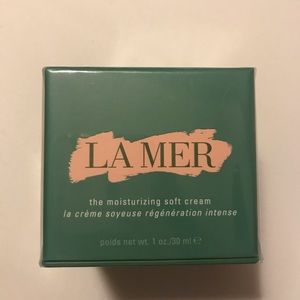 LA MER
the moisturizing soft cream
la crème soyeuse régénération intense
poids net wt. 1 oz./30 ml ℮